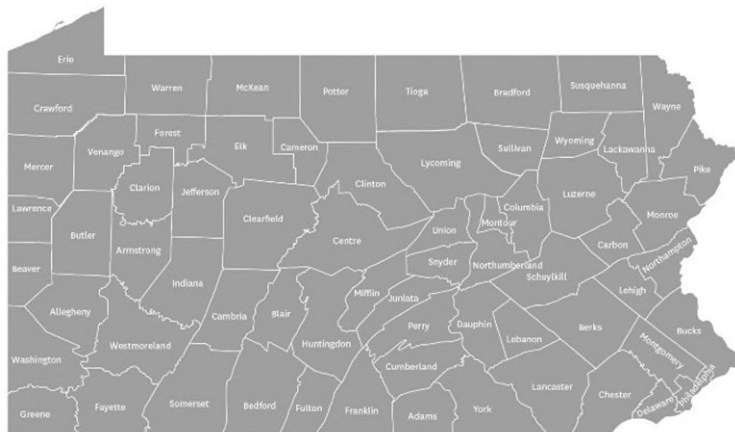 Erie
Warren
McKean
Potter
Tioga
Bradford
Susquehanna
Crawford
Wayne
Forest
Venango
Elk
Cameron
Sullivan
Wyoming
Lackawanna
Mercer
Lycoming
Pike
Clarion
Jefferson
Clinton
Luzerne
Lawrence
Clearfield
Columbia
Montour
Monroe
Butler
Union
Centre
Armstrong
Carbon
Northampton
Snyder
Northumberland
Beaver
Indiana
Schuylkill
Lehigh
Mifflin
Juniata
Allegheny
Cambria
Blair
Perry
Dauphin
Berks
Bucks
Westmoreland
Huntingdon
Lebanon
Montgomery
Washington
Cumberland
Philadelphia
Lancaster
Chester
Greene
Fayette
Somerset
Bedford
Fulton
Franklin
Adams
York
Delaware